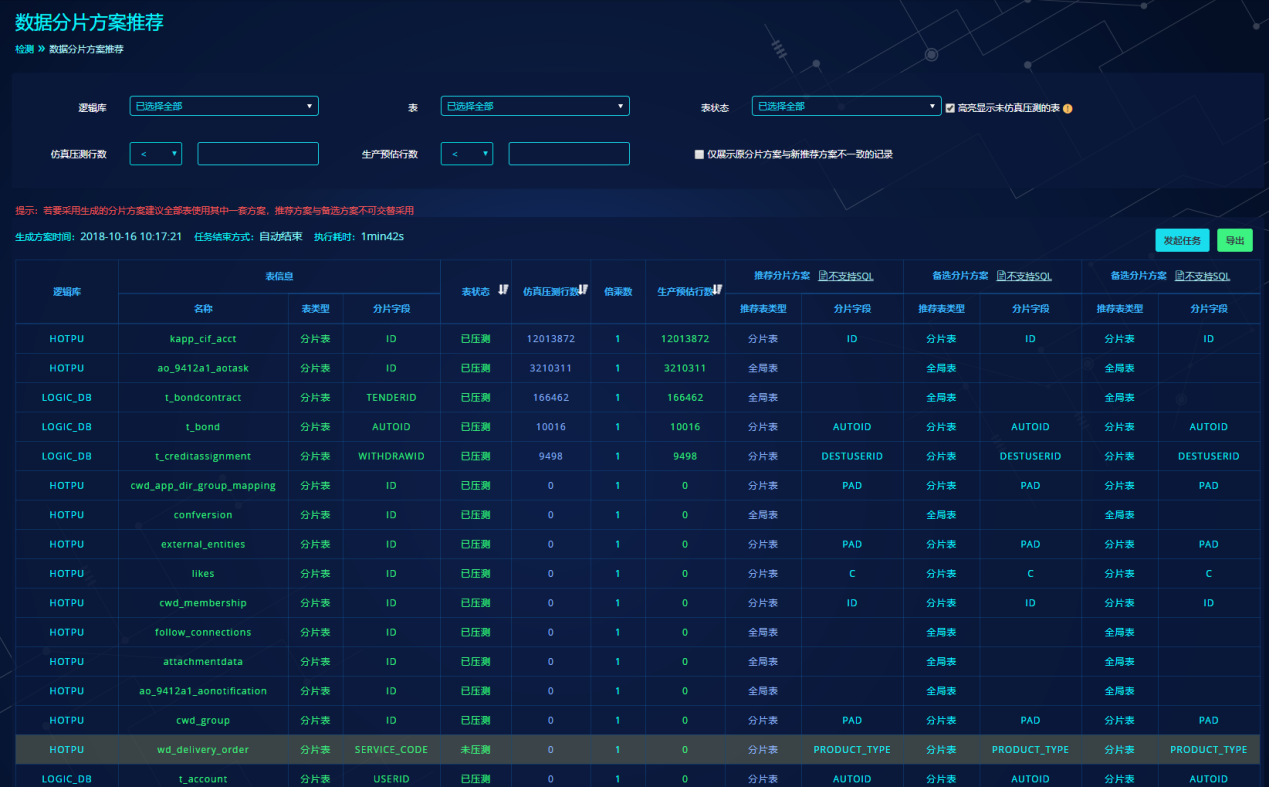 数据分片方案推荐
检测 » 数据分片方案推荐
逻辑库 已选择全部 表 已选择全部 表状态 已选择全部 高亮显示未仿真压测的表
仿真压测行数 < 生产预估行数 < 仅展示原分片方案与新推荐方案不一致的记录
提示: 若要采用生成的分片方案建议全部表使用其中一套方案, 推荐方案与备选方案不可交替采用
生成方案时间: 2018-10-16 10:17:21 任务结束方式: 自动结束 执行耗时: 1min42s 发起任务 导出
逻辑库 表信息 表状态 仿真压测行数 倍乘数 生产预估行数 推荐分片方案 不支持SQL 备选分片方案 不支持SQL 备选分片方案 不支持SQL
名称 表类型 分片字段 推荐表类型 分片字段 推荐表类型 分片字段 推荐表类型 分片字段
HOTPU kapp_cif_acct 分片表 ID 已压测 12013872 1 12013872 分片表 ID 分片表 ID 分片表 ID
HOTPU ao_9412a1_aotask 分片表 ID 已压测 3210311 1 3210311 全局表 全局表 全局表
LOGIC_DB t_bondcontract 分片表 TENDERID 已压测 166462 1 166462 全局表 全局表 全局表
LOGIC_DB t_bond 分片表 AUTOID 已压测 10016 1 10016 分片表 AUTOID 分片表 AUTOID 分片表 AUTOID
LOGIC_DB t_creditassignment 分片表 WITHDRAWID 已压测 9498 1 9498 分片表 DESTUSERID 分片表 DESTUSERID 分片表 DESTUSERID
HOTPU cwd_app_dir_group_mapping 分片表 ID 已压测 0 1 0 分片表 PAD 分片表 PAD 分片表 PAD
HOTPU confversion 分片表 ID 已压测 0 1 0 全局表 全局表 全局表
HOTPU external_entities 分片表 ID 已压测 0 1 0 分片表 PAD 分片表 PAD 分片表 PAD
HOTPU likes 分片表 ID 已压测 0 1 0 分片表 C 分片表 C 分片表 C
HOTPU cwd_membership 分片表 ID 已压测 0 1 0 分片表 ID 分片表 ID 分片表 ID
HOTPU follow_connections 分片表 ID 已压测 0 1 0 全局表 全局表 全局表
HOTPU attachmentdata 分片表 ID 已压测 0 1 0 全局表 全局表 全局表
HOTPU ao_9412a1_aonotification 分片表 ID 已压测 0 1 0 全局表 全局表 全局表
HOTPU cwd_group 分片表 ID 已压测 0 1 0 分片表 PAD 分片表 PAD 分片表 PAD
HOTPU wd_delivery_order 分片表 SERVICE_CODE 未压测 0 1 0 分片表 PRODUCT_TYPE 分片表 PRODUCT_TYPE 分片表 PRODUCT_TYPE
LOGIC_DB t_account 分片表 USERID 已压测 0 1 0 分片表 AUTOID 分片表 AUTOID 分片表 AUTOID